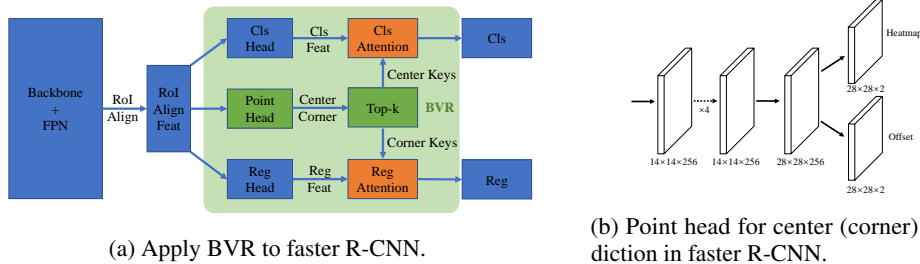 Backbone
+
FPN
RoI
Align
RoI
Align
Feat
Cls
Head
Cls
Feat
Cls
Attention
Cls
Center Keys
Point
Head
Center
Corner
Top-k
BVR
Corner Keys
Reg
Head
Reg
Feat
Reg
Attention
Reg
(a) Apply BVR to faster R-CNN.
14×14×256
×4
14×14×256
28×28×256
Heatmap
28×28×2
Offset
28×28×2
(b) Point head for center (corner)
diction in faster R-CNN.